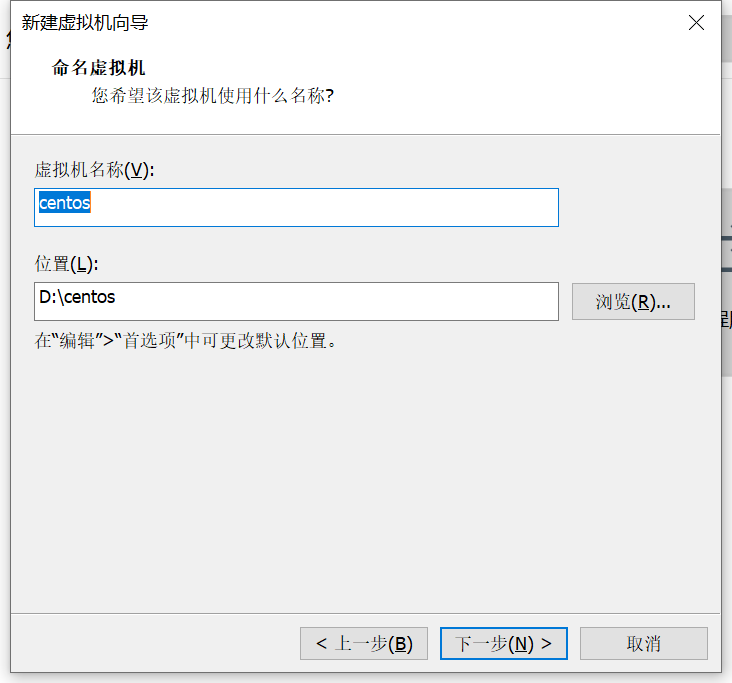 新建虚拟机向导
命名虚拟机
您希望该虚拟机使用什么名称?
虚拟机名称(V):
centos
位置(L):
D:\centos
浏览(R)...
在“编辑”>“首选项”中可更改默认位置。
< 上一步(B)
下一步(N) >
取消